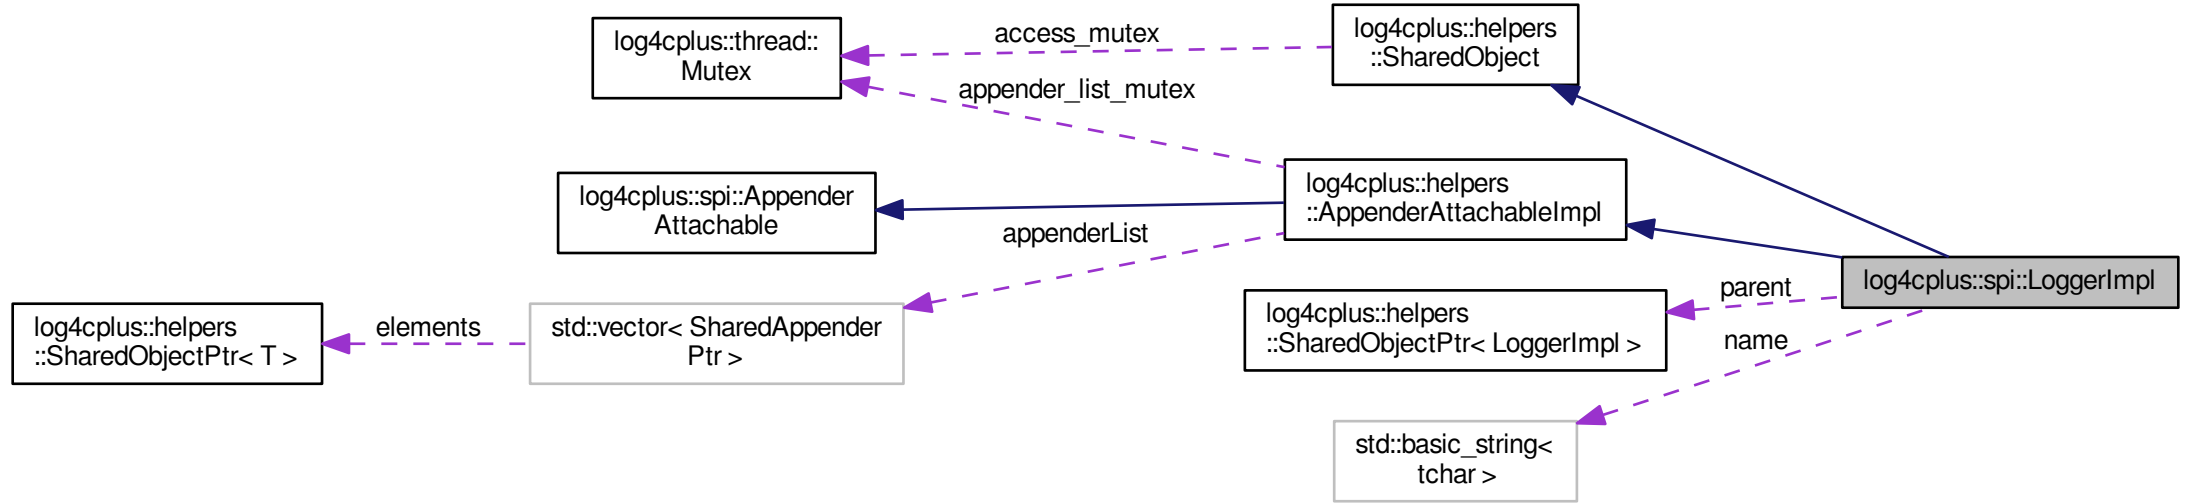 log4cplus::thread::
Mutex
access_mutex
log4cplus::helpers
::SharedObject
appender_list_mutex
log4cplus::spi::Appender
Attachable
log4cplus::helpers
::AppenderAttachableImpl
appenderList
log4cplus::spi::LoggerImpl
log4cplus::helpers
::SharedObjectPtr< T >
elements
std::vector< SharedAppender
Ptr >
log4cplus::helpers
::SharedObjectPtr< LoggerImpl >
parent
name
std::basic_string<
tchar >